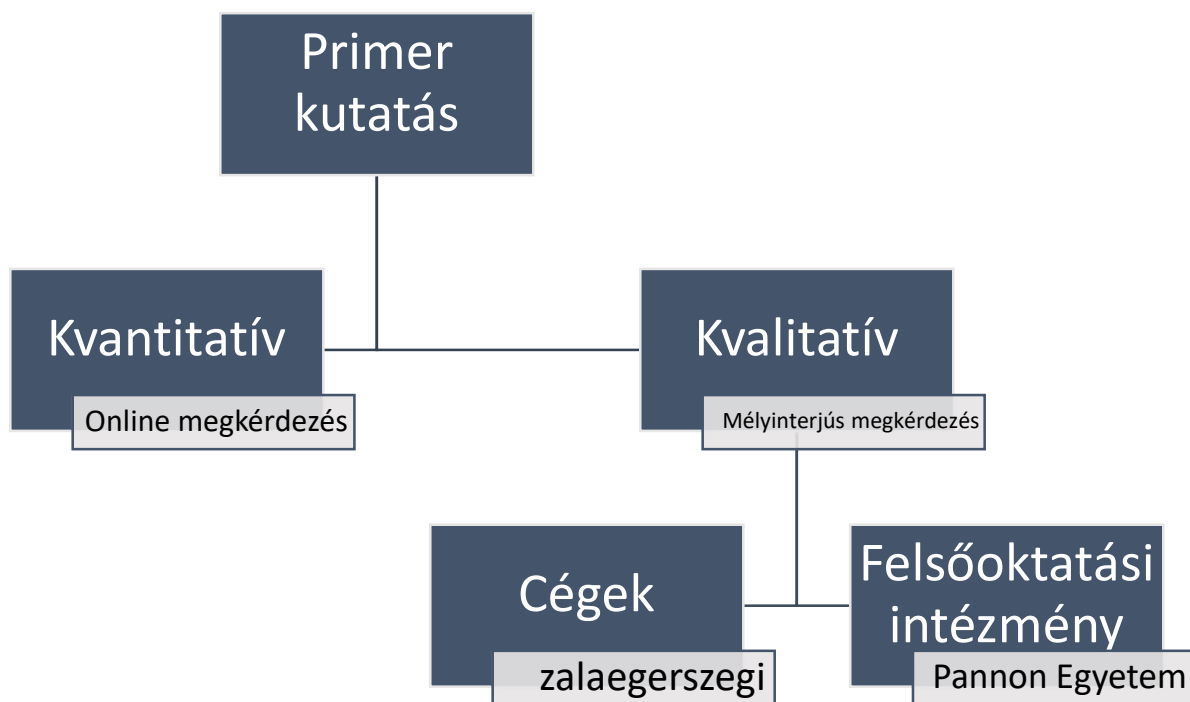 Primer
kutatás
Kvantitatív
Online megkérdezés
Kvalitatív
Mélyinterjús megkérdezés
Cégek
zalaegerszegi
Felsőoktatási
intézmény
Pannon Egyetem